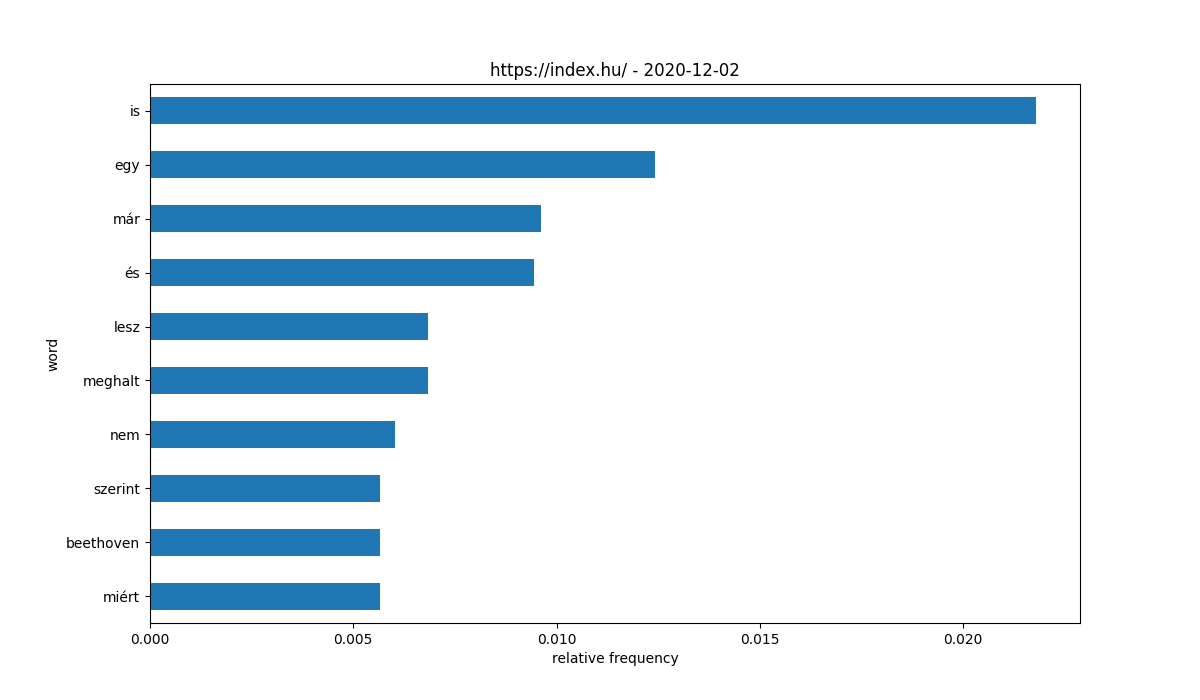 https://index.hu/ - 2020-12-02
is
egy
már
és
lesz
meghalt
nem
szerint
beethoven
miért
word
0.000 0.005 0.010 0.015 0.020
relative frequency